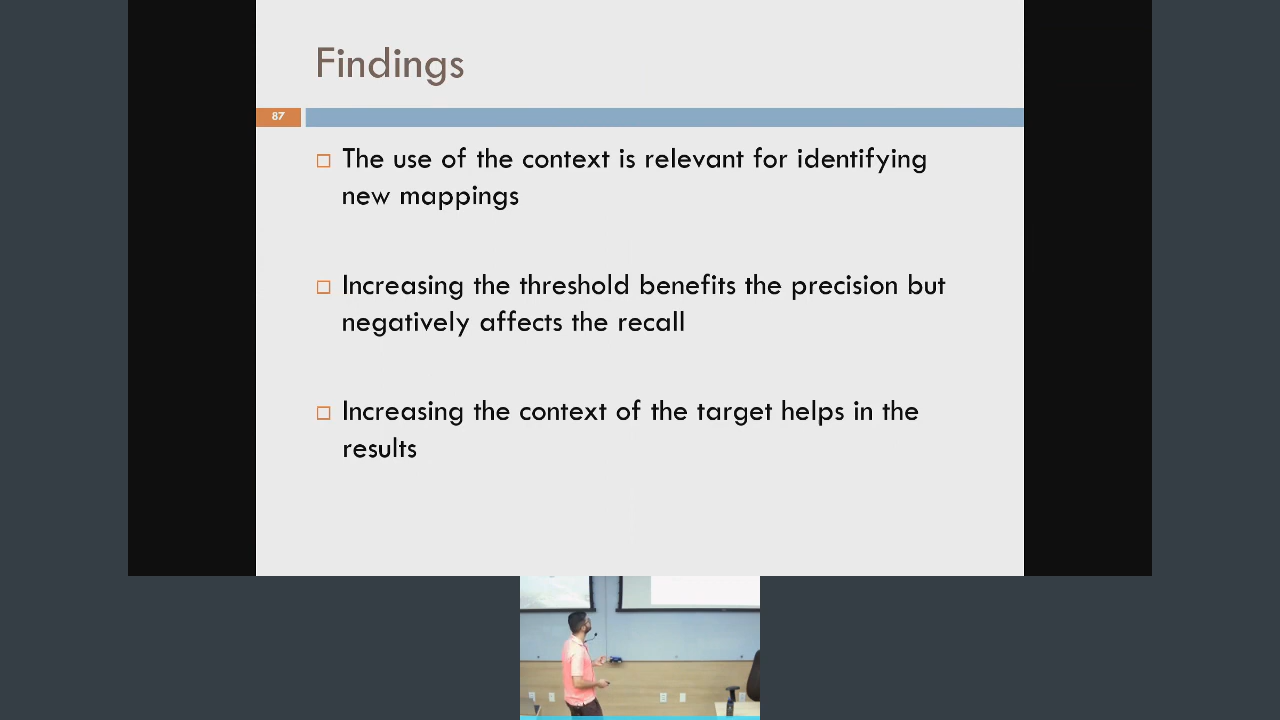 Findings
87
The use of the context is relevant for identifying
new mappings
Increasing the threshold benefits the precision but
negatively affects the recall
Increasing the context of the target helps in the
results